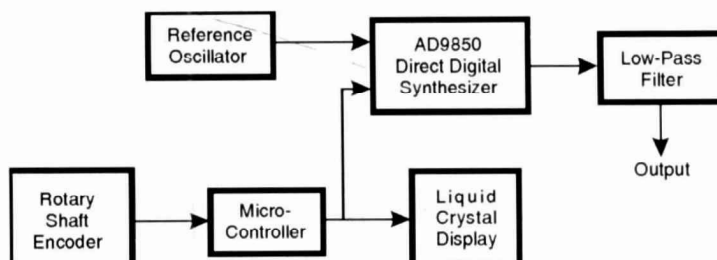 Reference
Oscillator
AD9850
Direct Digital
Synthesizer
Low-Pass
Filter
Output
Rotary
Shaft
Encoder
Micro-
Controller
Liquid
Crystal
Display